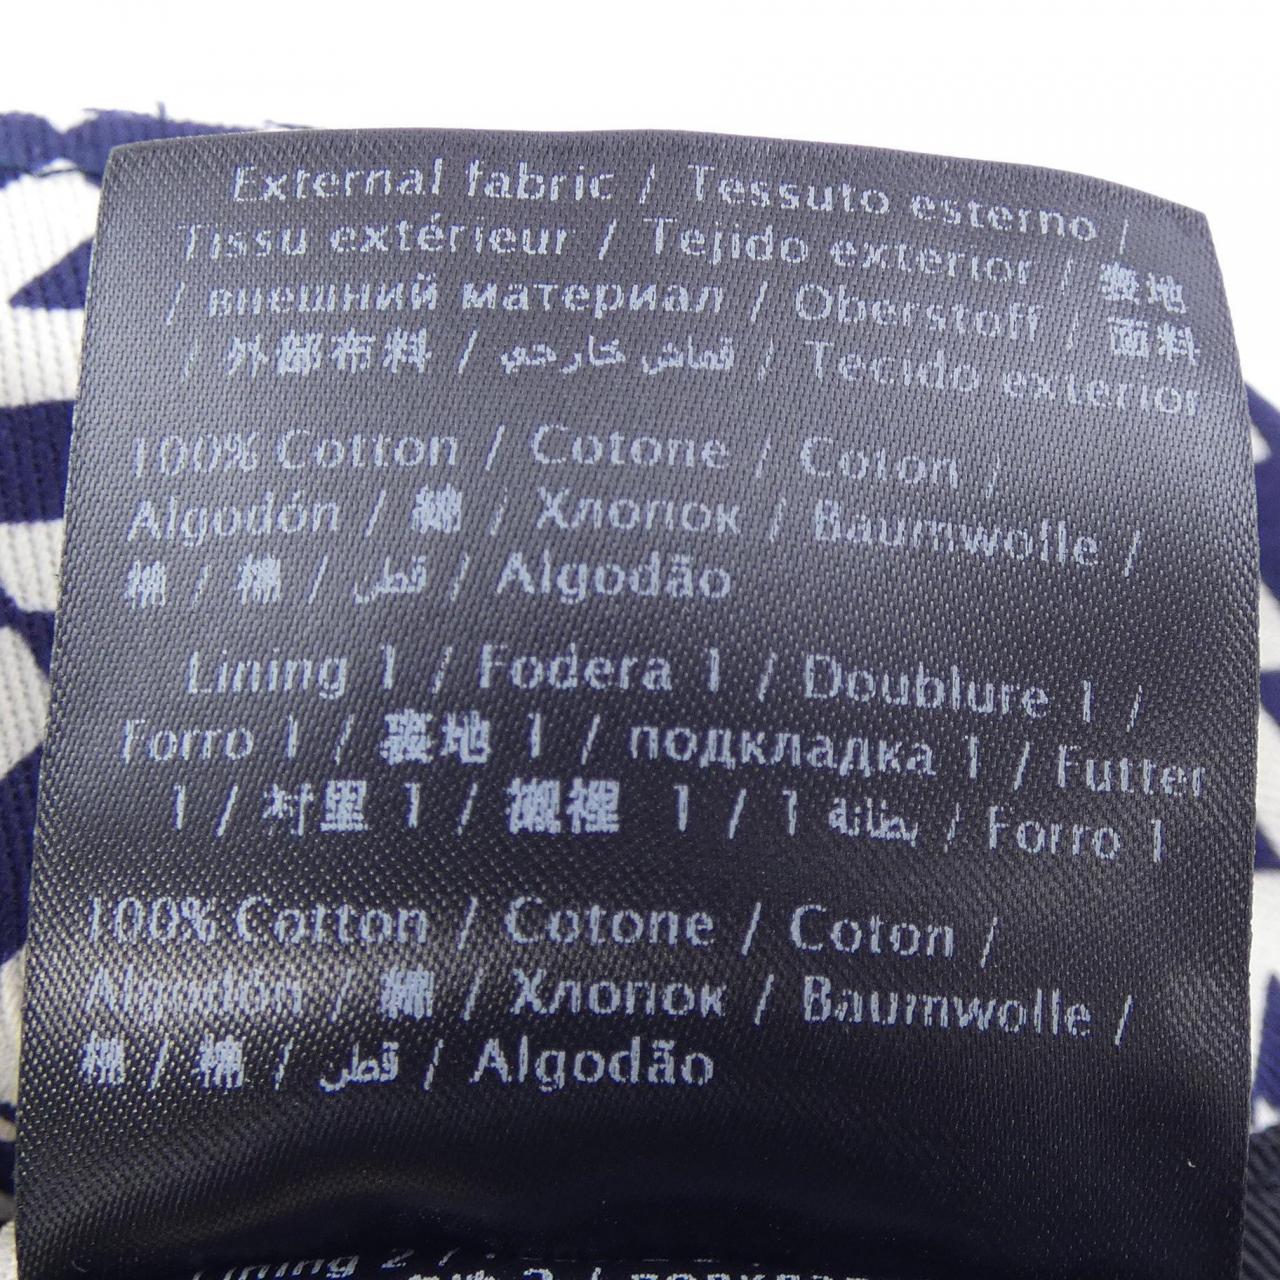 External fabric / Tessuto esterno /
Tissu extérieur / Tejido exterior / 表地
/ внешний материал / Oberstoff / 面料
/ 外部布料 / قماش خارجي / Tecido exterior
100% Cotton / Cotone / Coton /
Algodón / 綿 / Хлопок / Baumwolle /
棉 / 棉 / قطن / Algodão
Lining 1 / Fodera 1 / Doublure 1 /
Forro 1 / 裏地 1 / подкладка 1 / Futter
1 / 衬里 1 / 襯裡 1 / 1 بطانة / Forro 1
100% Cotton / Cotone / Coton /
Algodón / 綿 / Хлопок / Baumwolle /
棉 / 棉 / قطن / Algodão
Lining 2 /